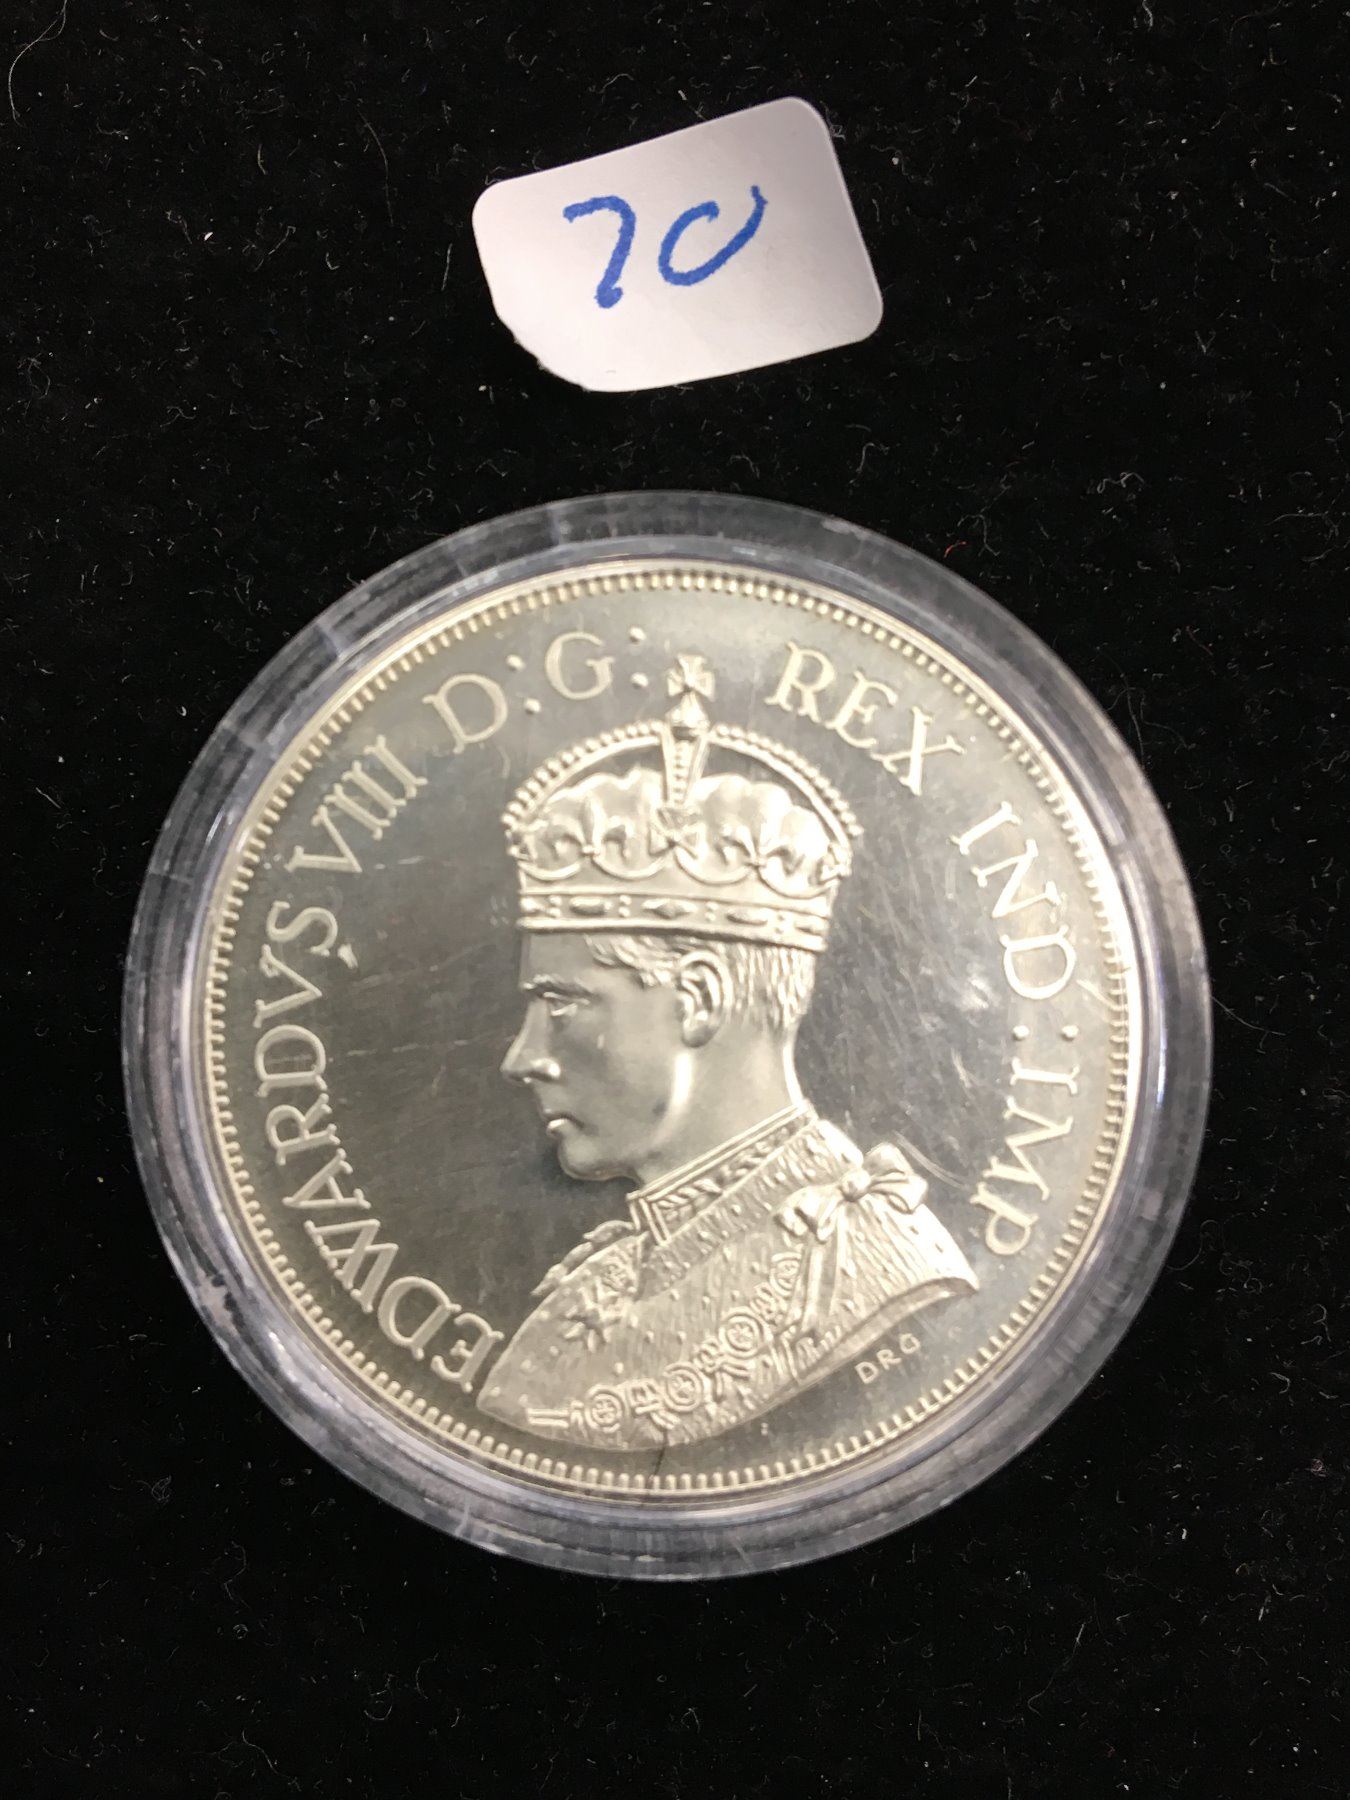 70
EDWARDVS VIII D:G: REX IND:IMP
DRG